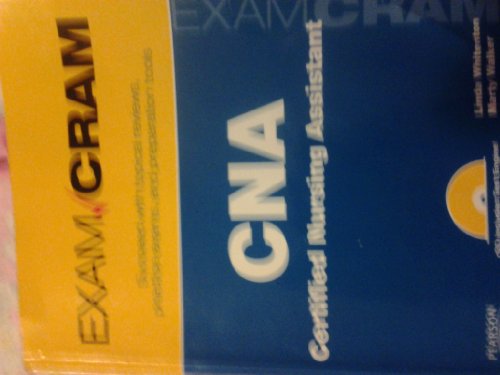 EXAM CRAM
EXAM CRAM
Succeed with topical reviews,
practice exams, and preparation tools
CNA
Certified Nursing Assistant
Linda Whitenton
Marty Walker
PEARSON